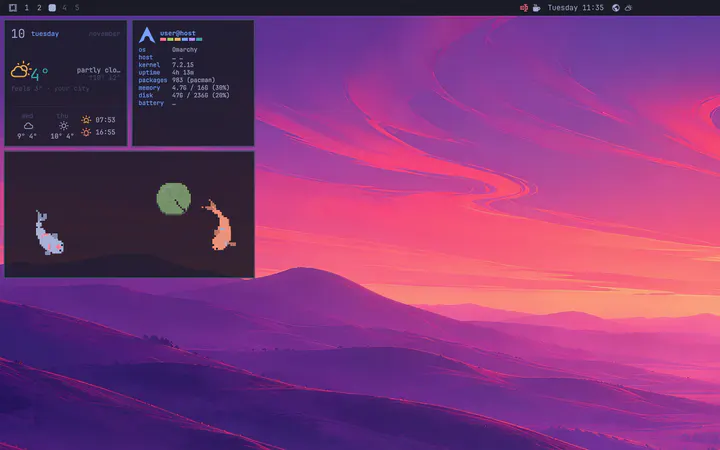 1 2 4 5
Tuesday 11:35
10 tuesday november
4°
partly clo…
feels 3° · your city
wed thu
9° 4° 10° 4°
07:53
16:55
user@host
os Omarchy
host … …
kernel 7.2.15
uptime 4h 13m
packages 983 (pacman)
memory 4.7G / 16G (30%)
disk 47G / 236G (20%)
battery …